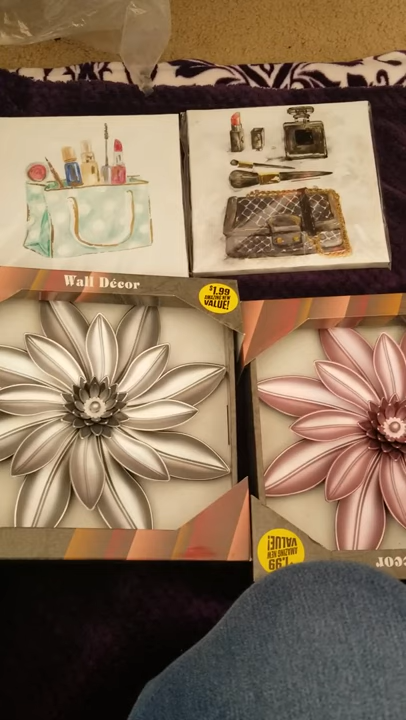 Wall Décor
$1.99
AMAZING NEW
VALUE!
$1.99
AMAZING NEW
VALUE!